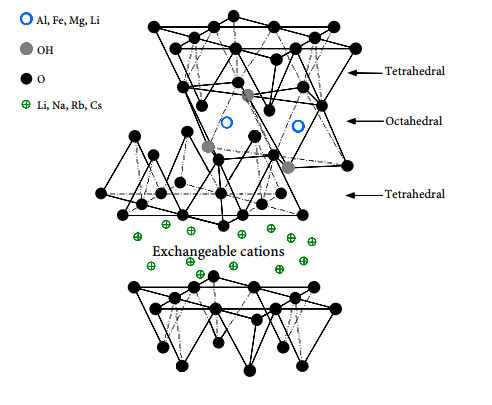 Al, Fe, Mg, Li
OH
O
Li, Na, Rb, Cs
Tetrahedral
Octahedral
Tetrahedral
Exchangeable cations